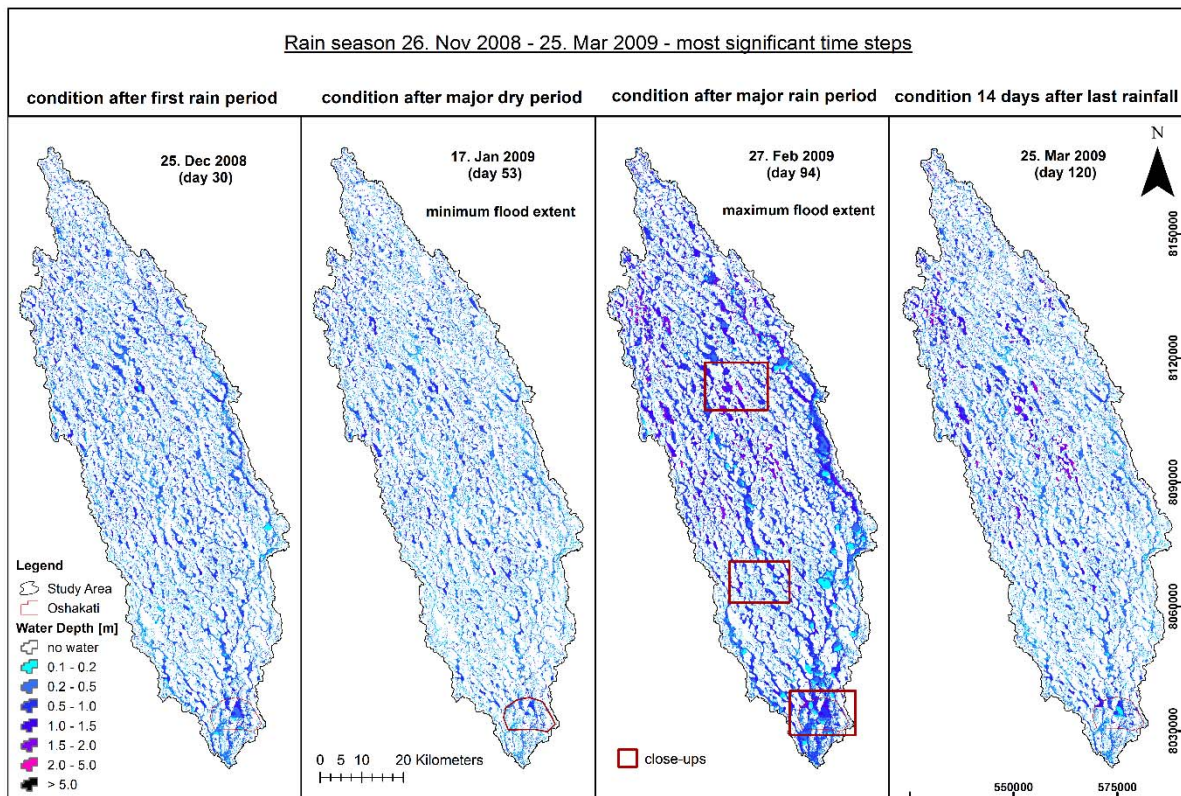 Rain season 26. Nov 2008 - 25. Mar 2009 - most significant time steps
condition after first rain period
condition after major dry period
condition after major rain period
condition 14 days after last rainfall
25. Dec 2008
(day 30)
17. Jan 2009
(day 53)
minimum flood extent
27. Feb 2009
(day 94)
maximum flood extent
25. Mar 2009
(day 120)
N
8150000
8120000
8090000
8060000
8030000
Legend
Study Area
Oshakati
Water Depth [m]
no water
0.1 - 0.2
0.2 - 0.5
0.5 - 1.0
1.0 - 1.5
1.5 - 2.0
2.0 - 5.0
> 5.0
0 5 10 20 Kilometers
close-ups
550000 575000